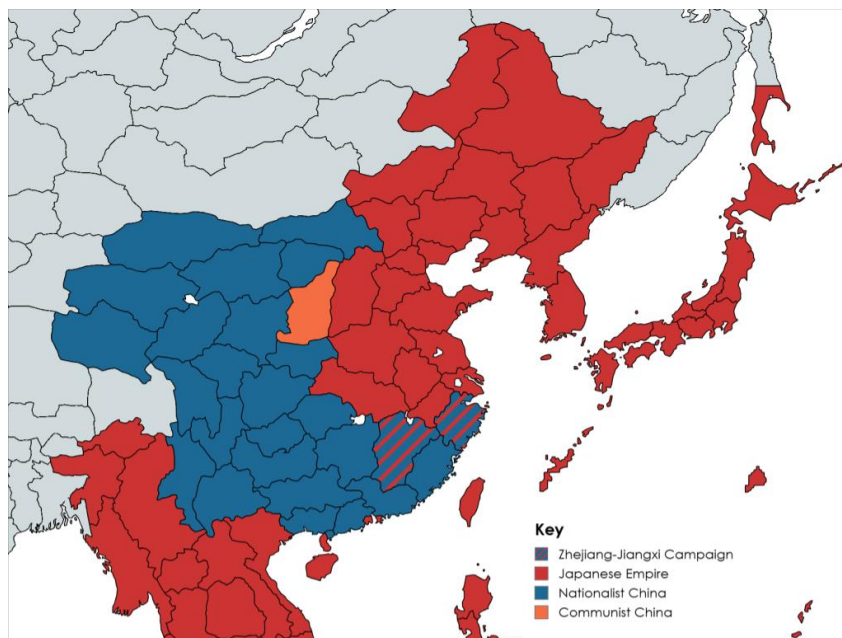 Key
Zhejiang-Jiangxi Campaign
Japanese Empire
Nationalist China
Communist China